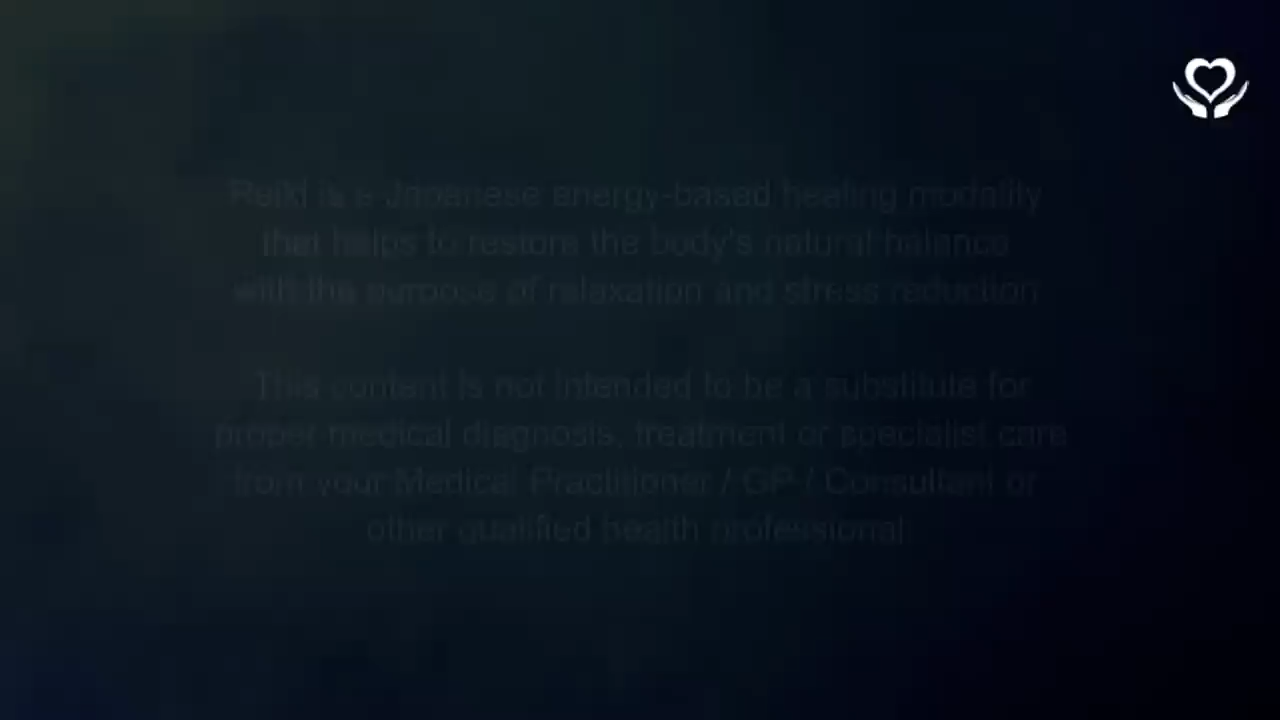 Reiki is a Japanese energy-based healing modality
that helps to restore the body's natural balance
with the purpose of relaxation and stress reduction
This content is not intended to be a substitute for
proper medical diagnosis, treatment or specialist care
from your Medical Practitioner / GP / Consultant or
other qualified health professional